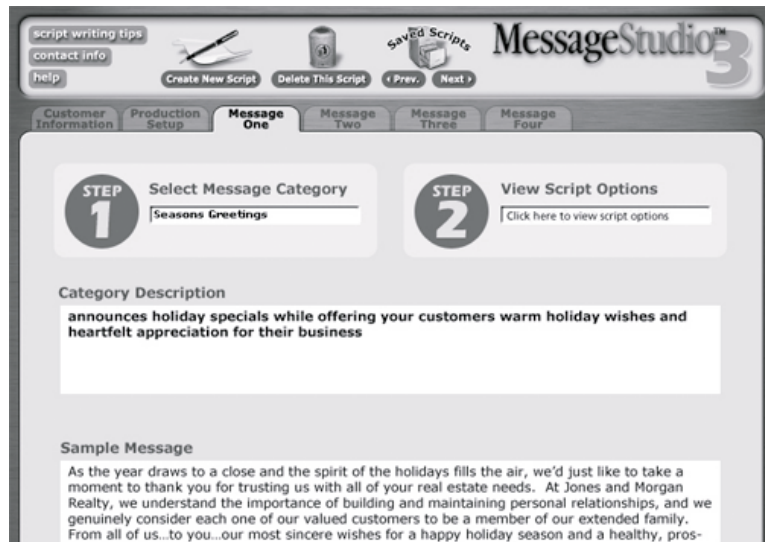 script writing tips
contact info
help
Create New Script
Delete This Script
Saved Scripts
Prev.
Next
MessageStudio™
3
Customer Information
Production Setup
Message One
Message Two
Message Three
Message Four
STEP 1
Select Message Category
Seasons Greetings
STEP 2
View Script Options
Click here to view script options
Category Description
announces holiday specials while offering your customers warm holiday wishes and
heartfelt appreciation for their business
Sample Message
As the year draws to a close and the spirit of the holidays fills the air, we'd just like to take a
moment to thank you for trusting us with all of your real estate needs.  At Jones and Morgan
Realty, we understand the importance of building and maintaining personal relationships, and we
genuinely consider each one of our valued customers to be a member of our extended family.
From all of us...to you...our most sincere wishes for a happy holiday season and a healthy, pros-